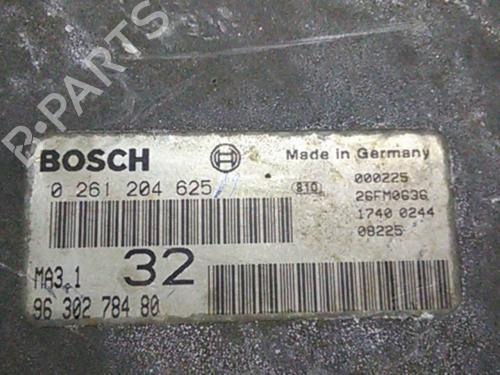 B-PARTS
BOSCH
Made in Germany
0 261 204 625
810
000225
26FM0636
1740 0244
08225
MA3.1
32
96 302 784 80